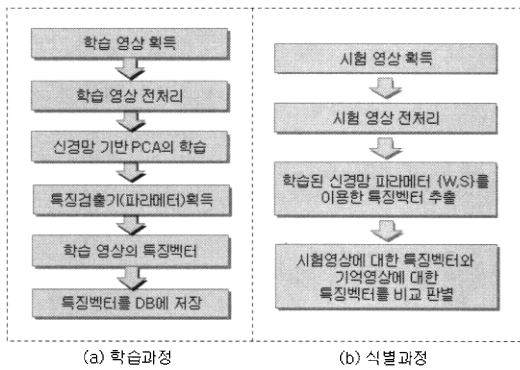 학습 영상 획득
학습 영상 전처리
신경망 기반 PCA의 학습
특징검출기(파라메터)획득
학습 영상의 특징벡터
특징벡터를 DB에 저장
(a) 학습과정
시험 영상 획득
시험 영상 전처리
학습된 신경망 파라메터 {W,S}를
이용한 특징벡터 추출
시험영상에 대한 특징벡터와
기억영상에 대한
특징벡터를 비교 판별
(b) 식별과정